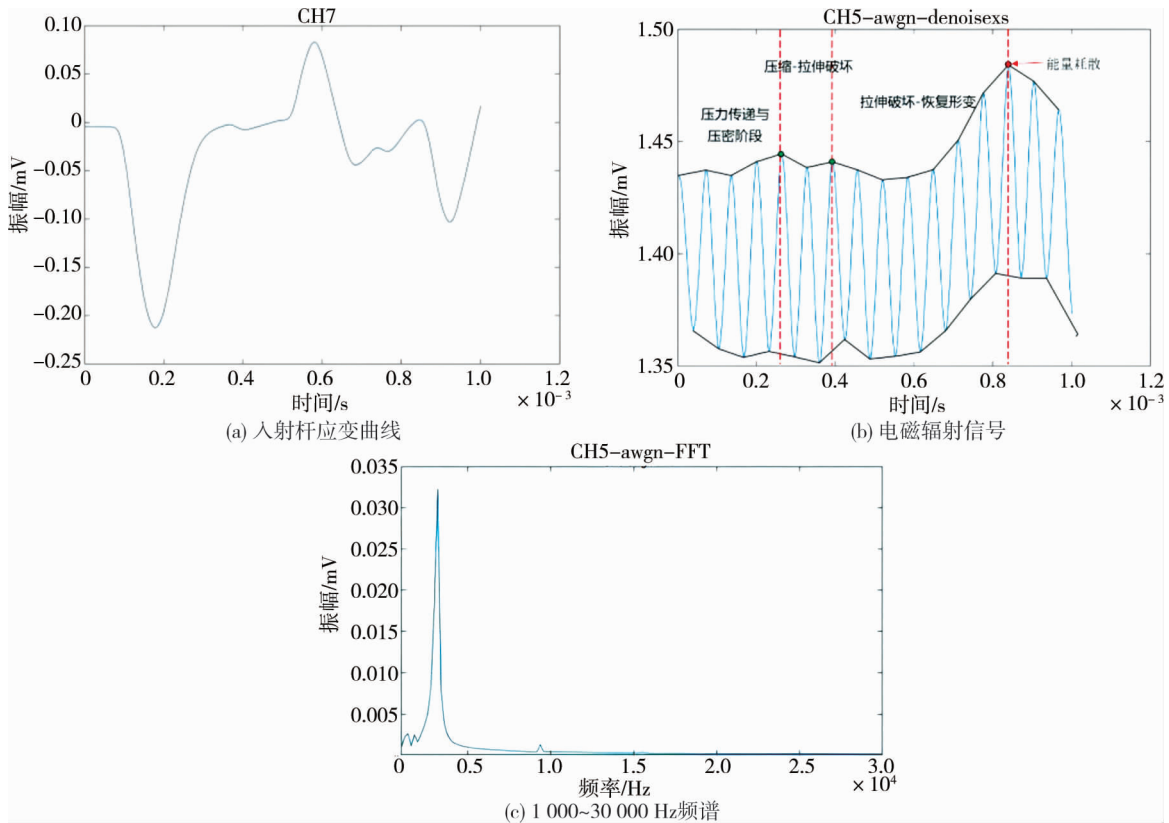 CH7
0.10
0.05
0
-0.05
-0.10
-0.15
-0.20
-0.25
振幅/mV
0 0.2 0.4 0.6 0.8 1.0 1.2
× 10⁻³
时间/s
(a) 入射杆应变曲线
CH5-awgn-denoisexs
1.50
1.45
1.40
1.35
振幅/mV
压缩-拉伸破坏
能量耗散
拉伸破坏-恢复形变
压力传递与
压密阶段
0 0.2 0.4 0.6 0.8 1.0 1.2
× 10⁻³
时间/s
(b) 电磁辐射信号
CH5-awgn-FFT
0.035
0.030
0.025
0.020
0.015
0.010
0.005
振幅/mV
0 0.5 1.0 1.5 2.0 2.5 3.0
× 10⁴
频率/Hz
(c) 1 000~30 000 Hz频谱